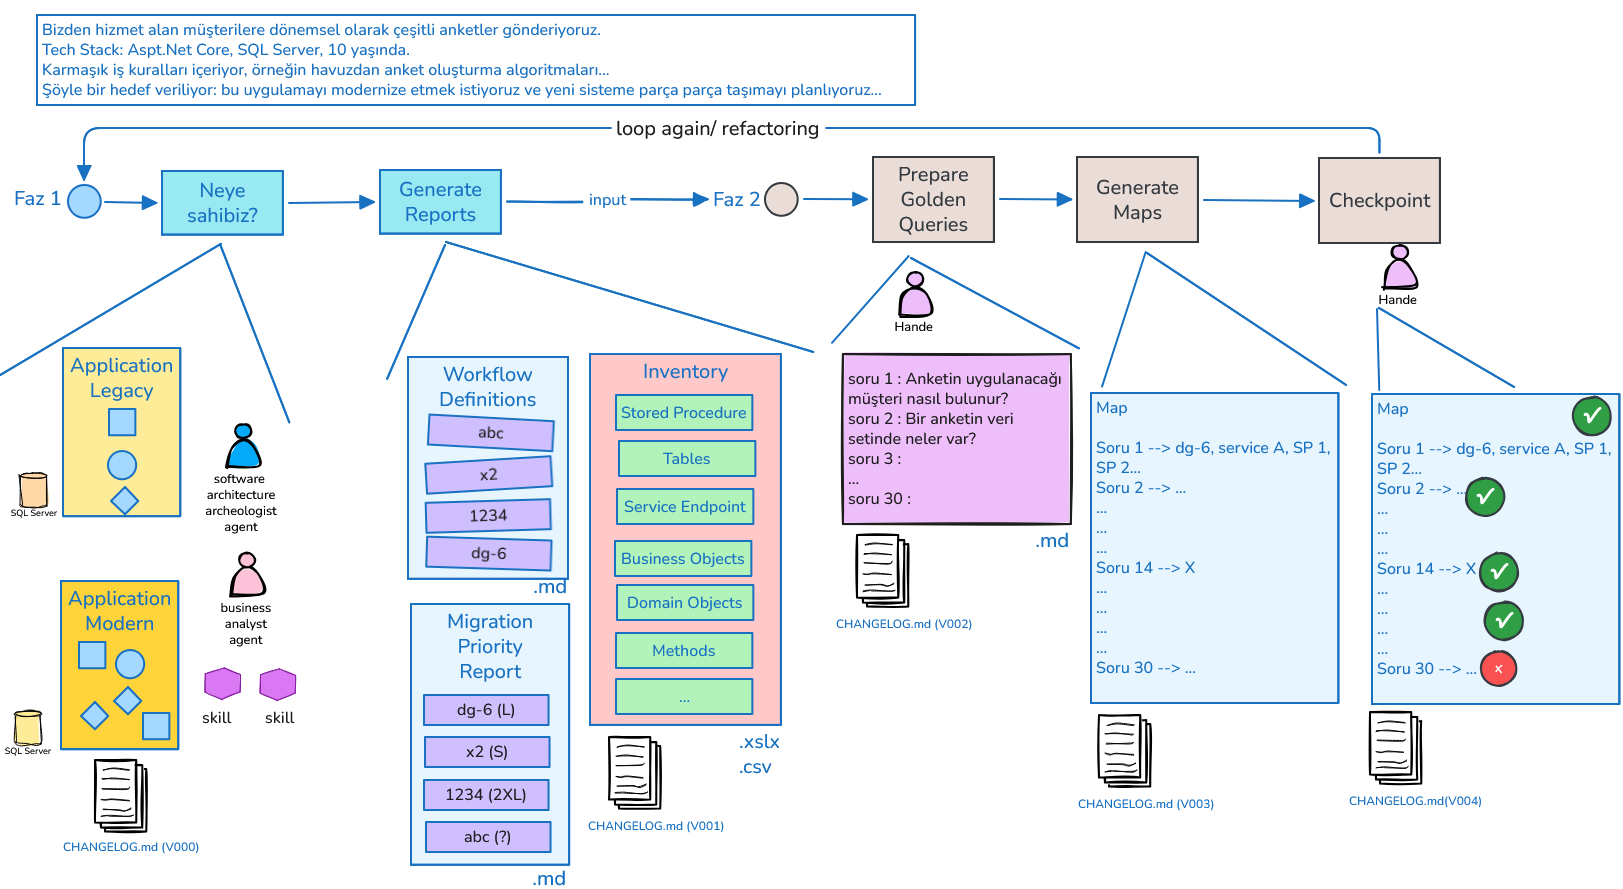 Bizden hizmet alan müşterilere dönemsel olarak çeşitli anketler gönderiyoruz.
Tech Stack: Aspt.Net Core, SQL Server, 10 yaşında.
Karmaşık iş kuralları içeriyor, örneğin havuzdan anket oluşturma algoritmaları...
Şöyle bir hedef veriliyor: bu uygulamayı modernize etmek istiyoruz ve yeni sisteme parça parça taşımayı planlıyoruz...
loop again/ refactoring
Faz 1
Neye
sahibiz?
Generate
Reports
input
Faz 2
Prepare
Golden
Queries
Generate
Maps
Checkpoint
Hande
Hande
Application
Legacy
SQL Server
software
architecture
archeologist
agent
Application
Modern
SQL Server
business
analyst
agent
skill
skill
CHANGELOG.md (V000)
Workflow
Definitions
abc
x2
1234
dg-6
.md
Migration
Priority
Report
dg-6 (L)
x2 (S)
1234 (2XL)
abc (?)
.md
Inventory
Stored Procedure
Tables
Service Endpoint
Business Objects
Domain Objects
Methods
...
.xslx
.csv
CHANGELOG.md (V001)
soru 1 : Anketin uygulanacağı
müşteri nasıl bulunur?
soru 2 : Bir anketin veri
setinde neler var?
soru 3 :
...
soru 30 :
.md
CHANGELOG.md (V002)
Map
Soru 1 --> dg-6, service A, SP 1,
SP 2...
Soru 2 --> ...
...
...
...
Soru 14 --> X
...
...
...
...
Soru 30 --> ...
CHANGELOG.md (V003)
Map
Soru 1 --> dg-6, service A, SP 1,
SP 2...
Soru 2 --> ...
...
...
...
Soru 14 --> X
...
...
...
...
Soru 30 --> ...
x
CHANGELOG.md(V004)